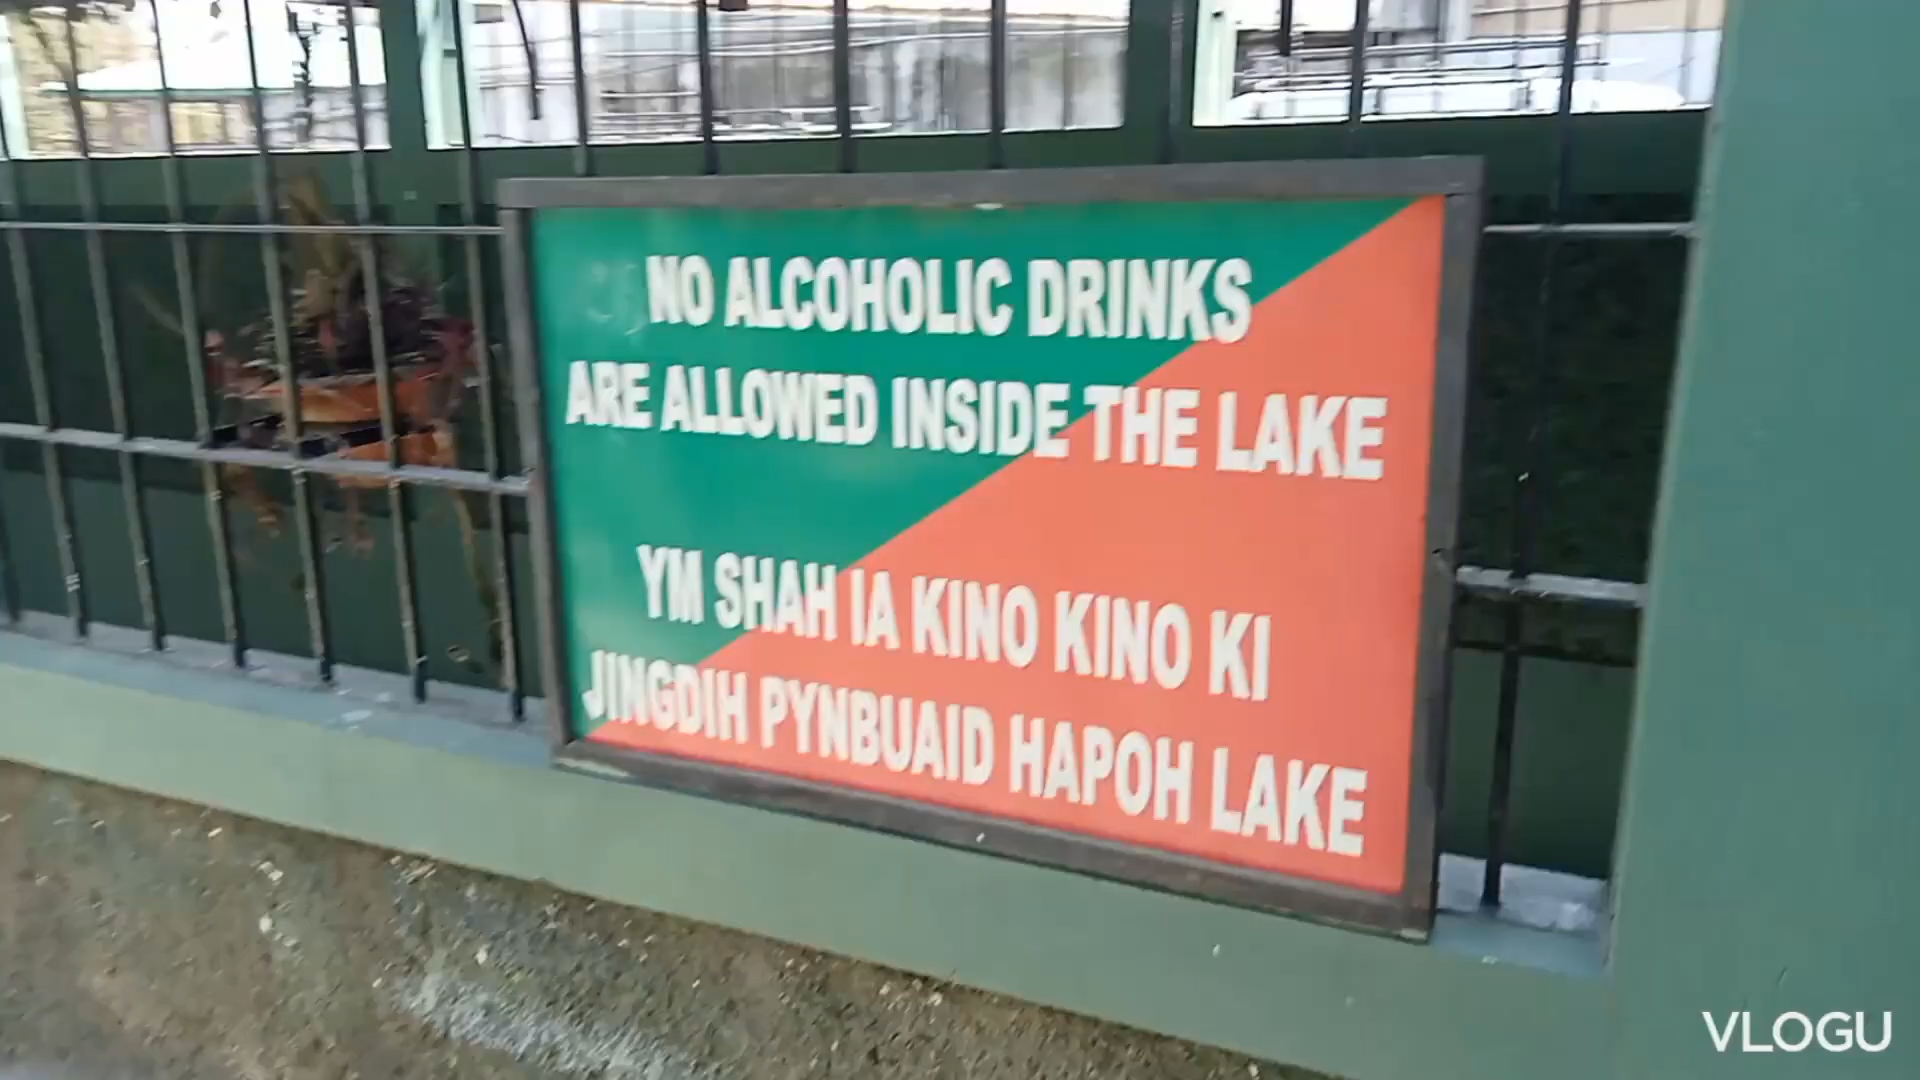 NO ALCOHOLIC DRINKS
ARE ALLOWED INSIDE THE LAKE
YM SHAH IA KINO KINO KI
JINGDIH PYNBUAID HAPOH LAKE
VLOGU